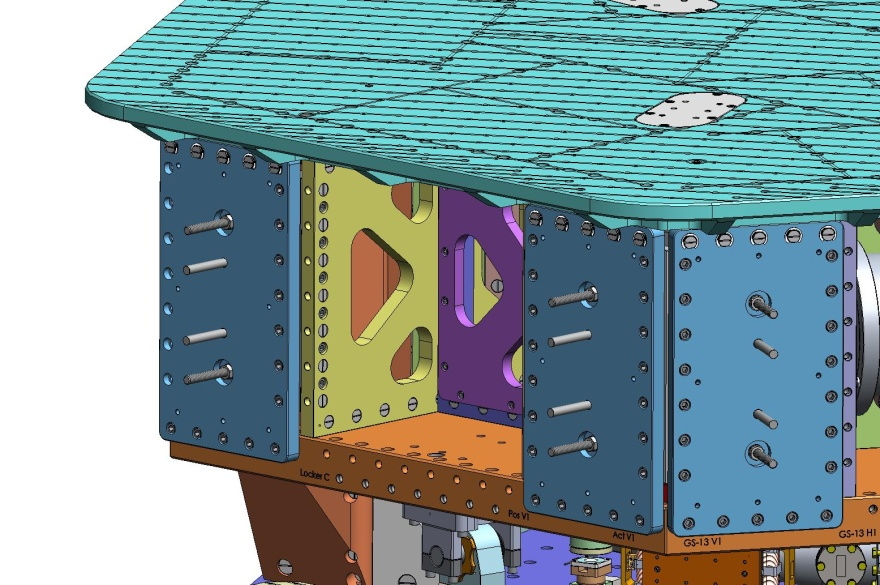 Locker C
Pos V1
Act V1
GS-13 V1
GS-13 H1